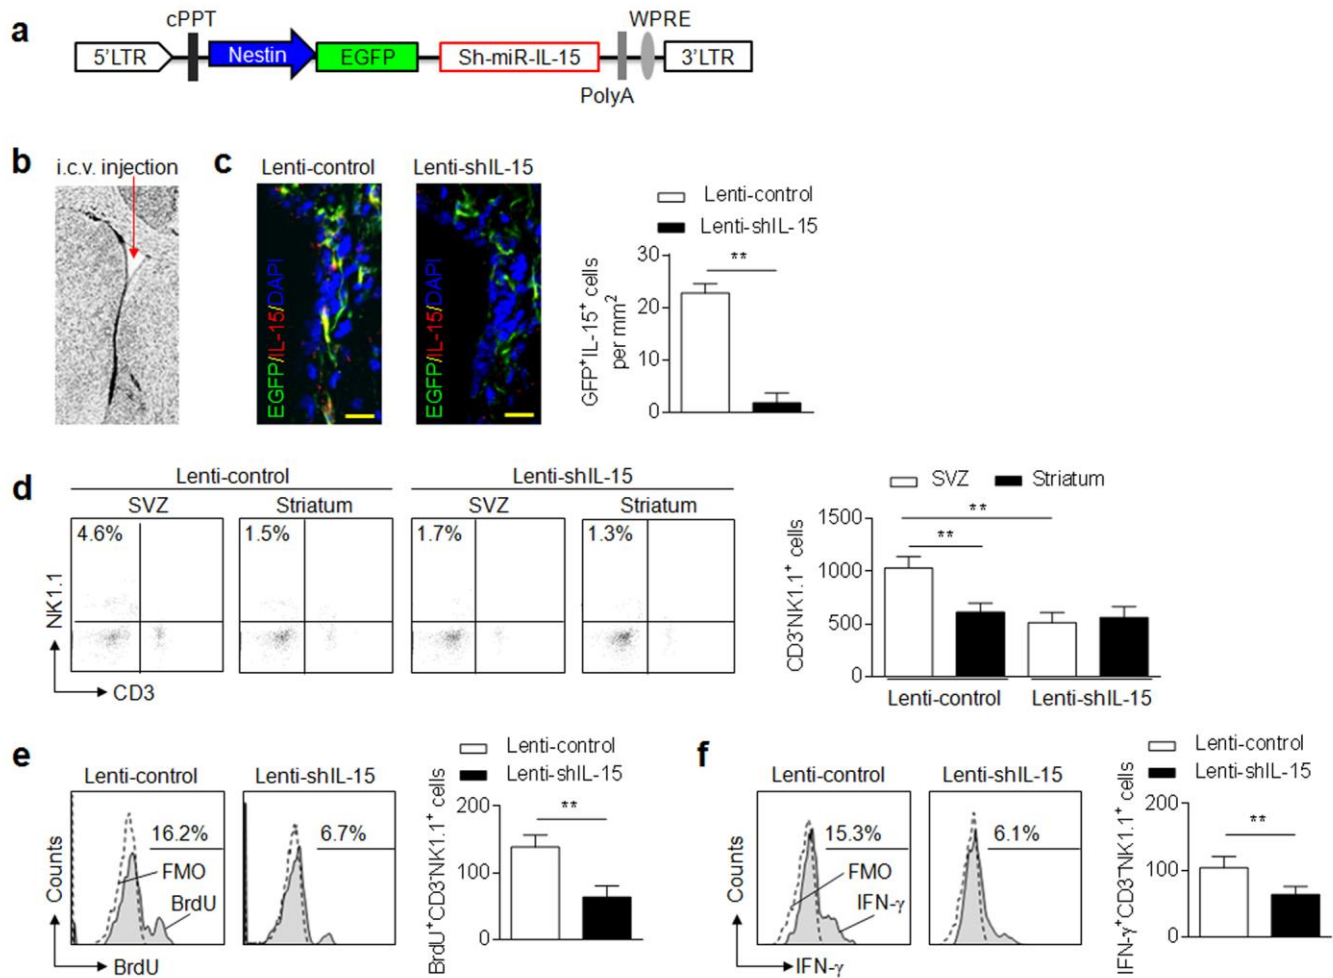 a
cPPT
WPRE
5'LTR
Nestin
EGFP
Sh-miR-IL-15
3'LTR
PolyA
b
i.c.v. injection
c
Lenti-control
Lenti-shIL-15
EGFP/IL-15/DAPI
EGFP/IL-15/DAPI
Lenti-control
Lenti-shIL-15
30
20
10
0
**
GFP⁺IL-15⁺ cells
per mm²
d
Lenti-control
Lenti-shIL-15
SVZ
Striatum
SVZ
Striatum
4.6%
1.5%
1.7%
1.3%
NK1.1
CD3
SVZ
Striatum
1500
1000
500
0
**
**
CD3⁻NK1.1⁺ cells
Lenti-control
Lenti-shIL-15
e
Lenti-control
Lenti-shIL-15
16.2%
6.7%
FMO
BrdU
Counts
BrdU
Lenti-control
Lenti-shIL-15
200
100
0
**
BrdU⁺CD3⁻NK1.1⁺ cells
f
Lenti-control
Lenti-shIL-15
15.3%
6.1%
FMO
IFN-γ
Counts
IFN-γ
Lenti-control
Lenti-shIL-15
200
100
0
**
IFN-γ⁺CD3⁻NK1.1⁺ cells